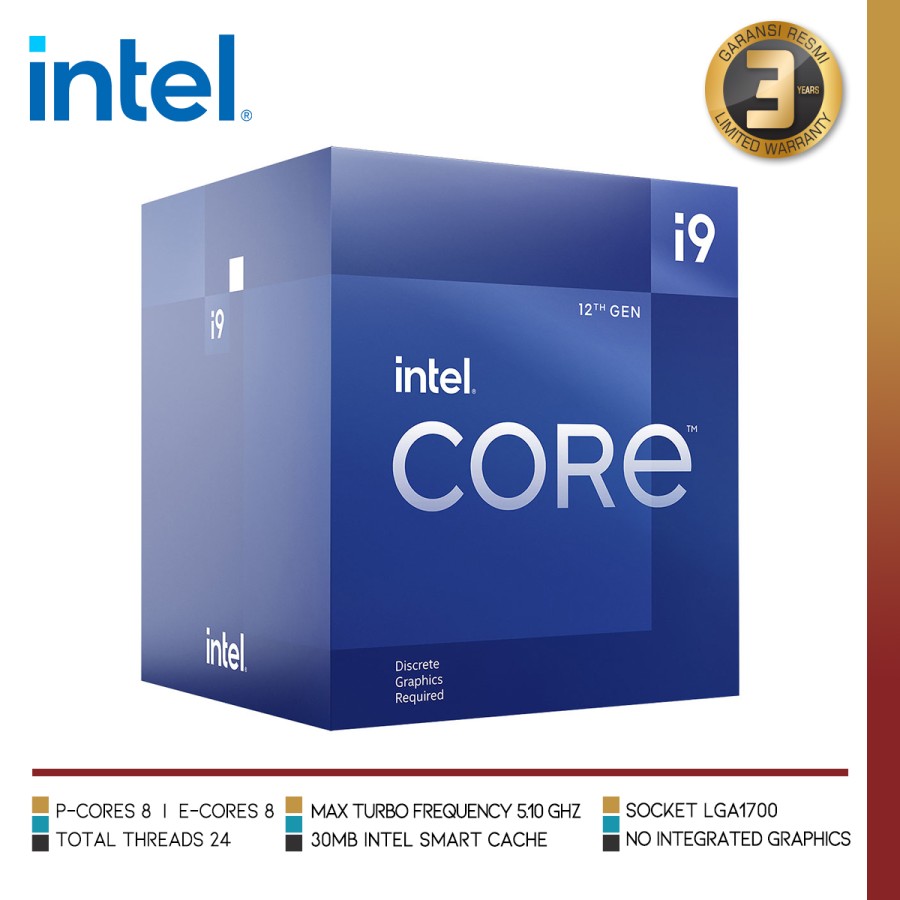 intel®
GARANSI RESMI
3 YEARS
LIMITED WARRANTY
i9
i9
12TH GEN
intel.
CORE™
intel.
Discrete
Graphics
Required
P-CORES 8 | E-CORES 8
TOTAL THREADS 24
MAX TURBO FREQUENCY 5.10 GHZ
30MB INTEL SMART CACHE
SOCKET LGA1700
NO INTEGRATED GRAPHICS